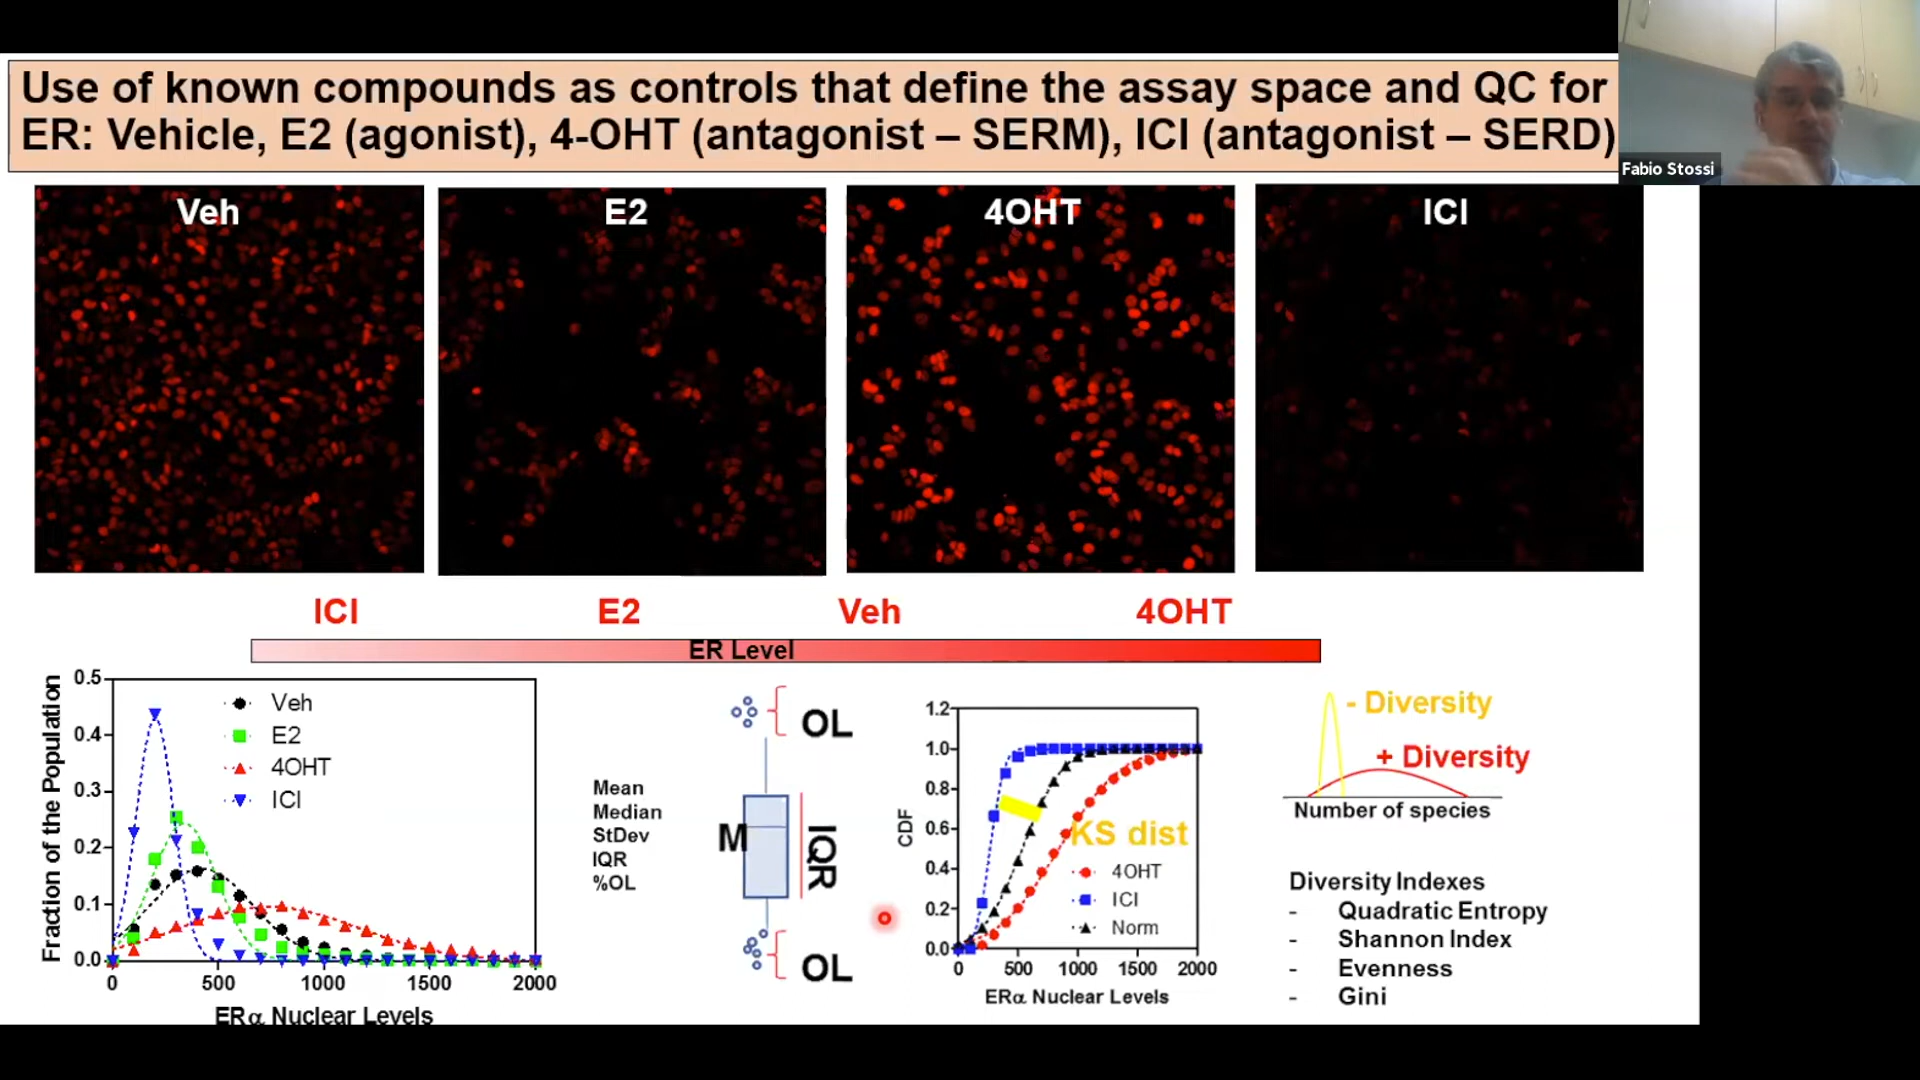 Use of known compounds as controls that define the assay space and QC for
ER: Vehicle, E2 (agonist), 4-OHT (antagonist – SERM), ICI (antagonist – SERD)
Fabio Stossi
Veh
E2
4OHT
ICI
ICI
E2
Veh
4OHT
ER Level
Fraction of the Population
0.5
0.4
0.3
0.2
0.1
0.0
0
500
1000
1500
2000
ERα Nuclear Levels
Veh
E2
4OHT
ICI
Mean
Median
StDev
IQR
%OL
OL
M
IQR
OL
CDF
1.2
1.0
0.8
0.6
0.4
0.2
0.0
0
500
1000
1500
2000
ERα Nuclear Levels
KS dist
4OHT
ICI
Norm
- Diversity
+ Diversity
Number of species
Diversity Indexes
- Quadratic Entropy
- Shannon Index
- Evenness
- Gini